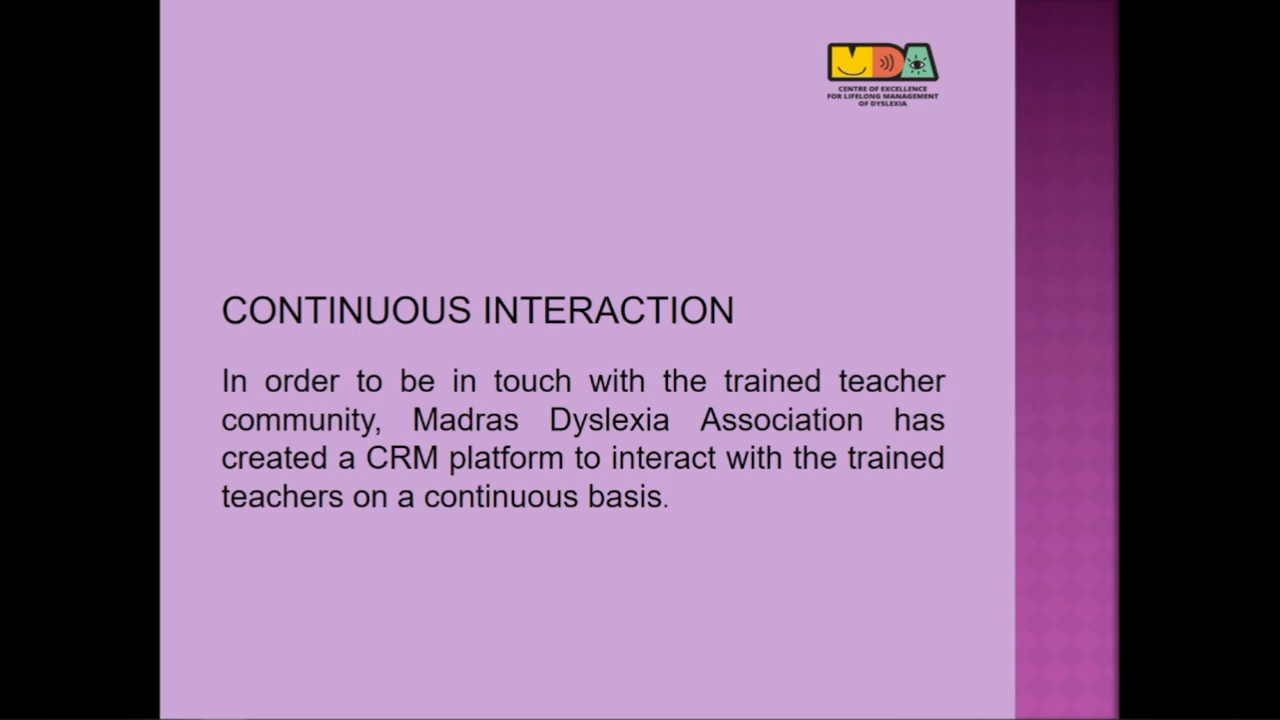 MDA
CENTRE OF EXCELLENCE
FOR LIFELONG MANAGEMENT
OF DYSLEXIA
CONTINUOUS INTERACTION
In order to be in touch with the trained teacher
community, Madras Dyslexia Association has
created a CRM platform to interact with the trained
teachers on a continuous basis.